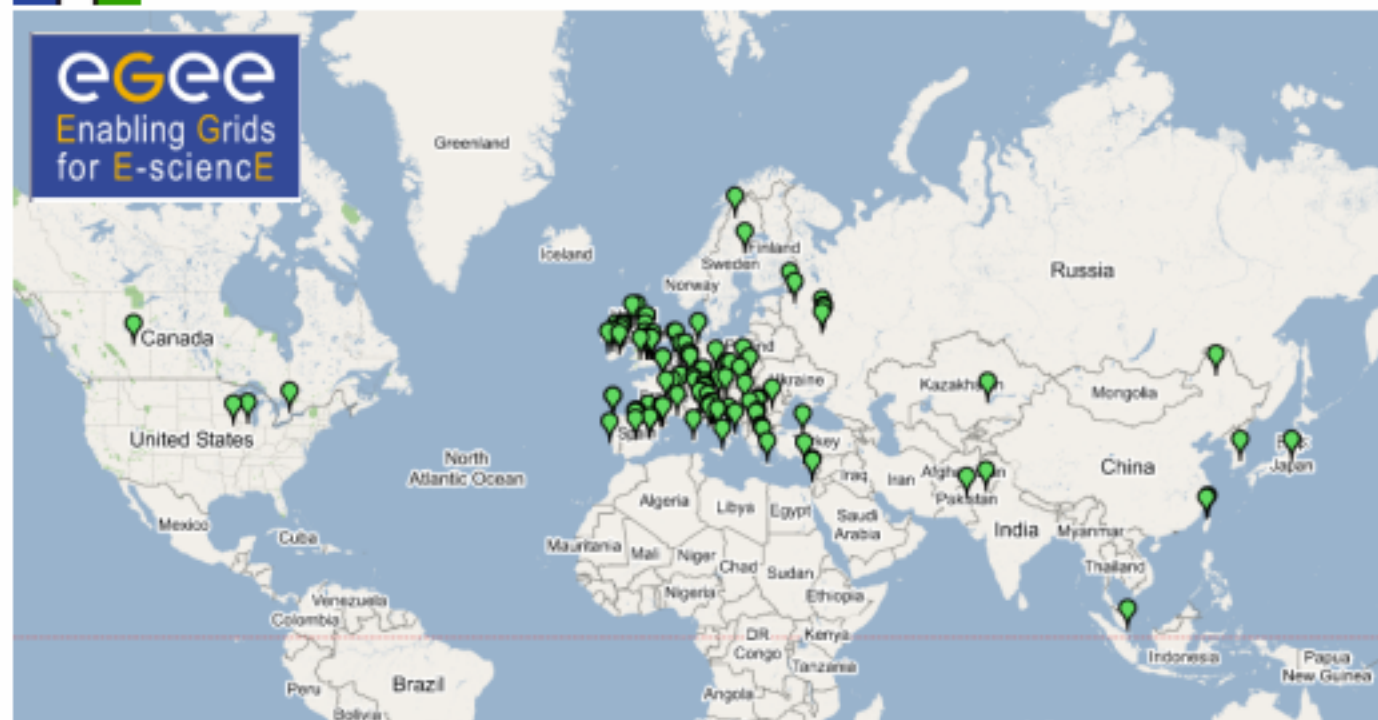 eGee
Enabling Grids
for E-sciencE
Greenland
Iceland
Finland
Sweden
Norway
Russia
Canada
United States
North
Atlantic Ocean
Ukraine
Mongolia
China
Japan
Iraq
Iran
Pakistan
Algeria
Libya
Egypt
Saudi
Arabia
India
Myanmar
Thailand
Mexico
Cuba
Mauritania
Mali
Niger
Chad
Sudan
Nigeria
Ethiopia
Venezuela
Colombia
DR
Congo
Kenya
Tanzania
Indonesia
Papua
New Guinea
Peru
Brazil
Angola
Bolivia